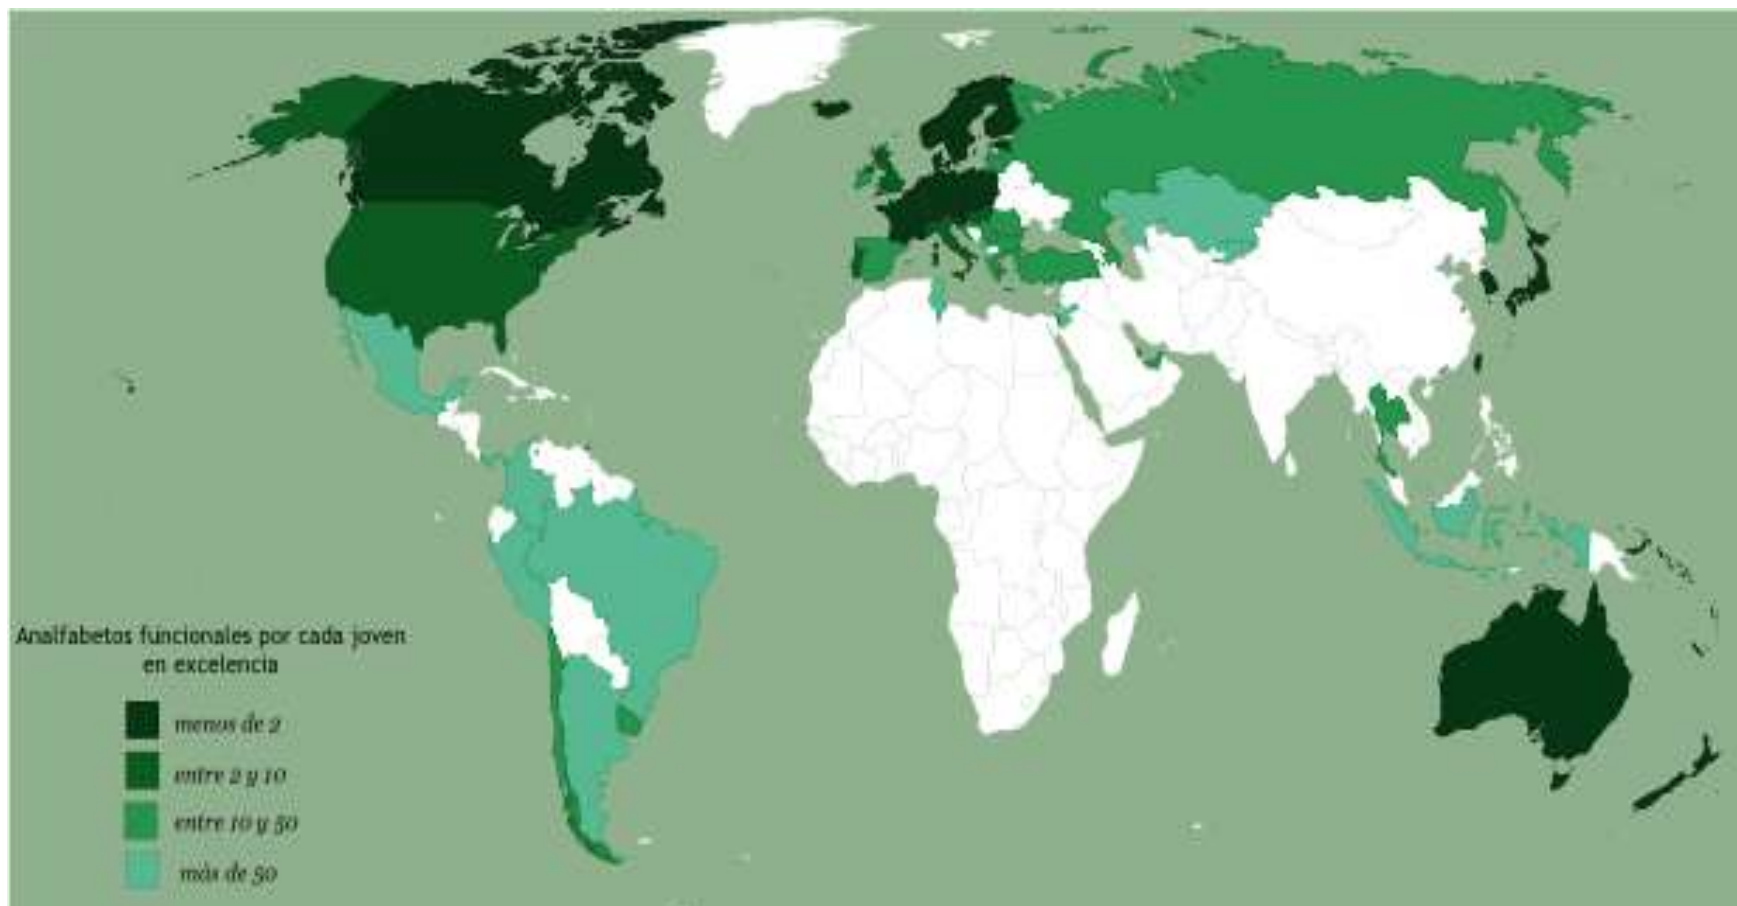 Analfabetos funcionales por cada joven
en excelencia
menos de 2
entre 2 y 10
entre 10 y 50
más de 50